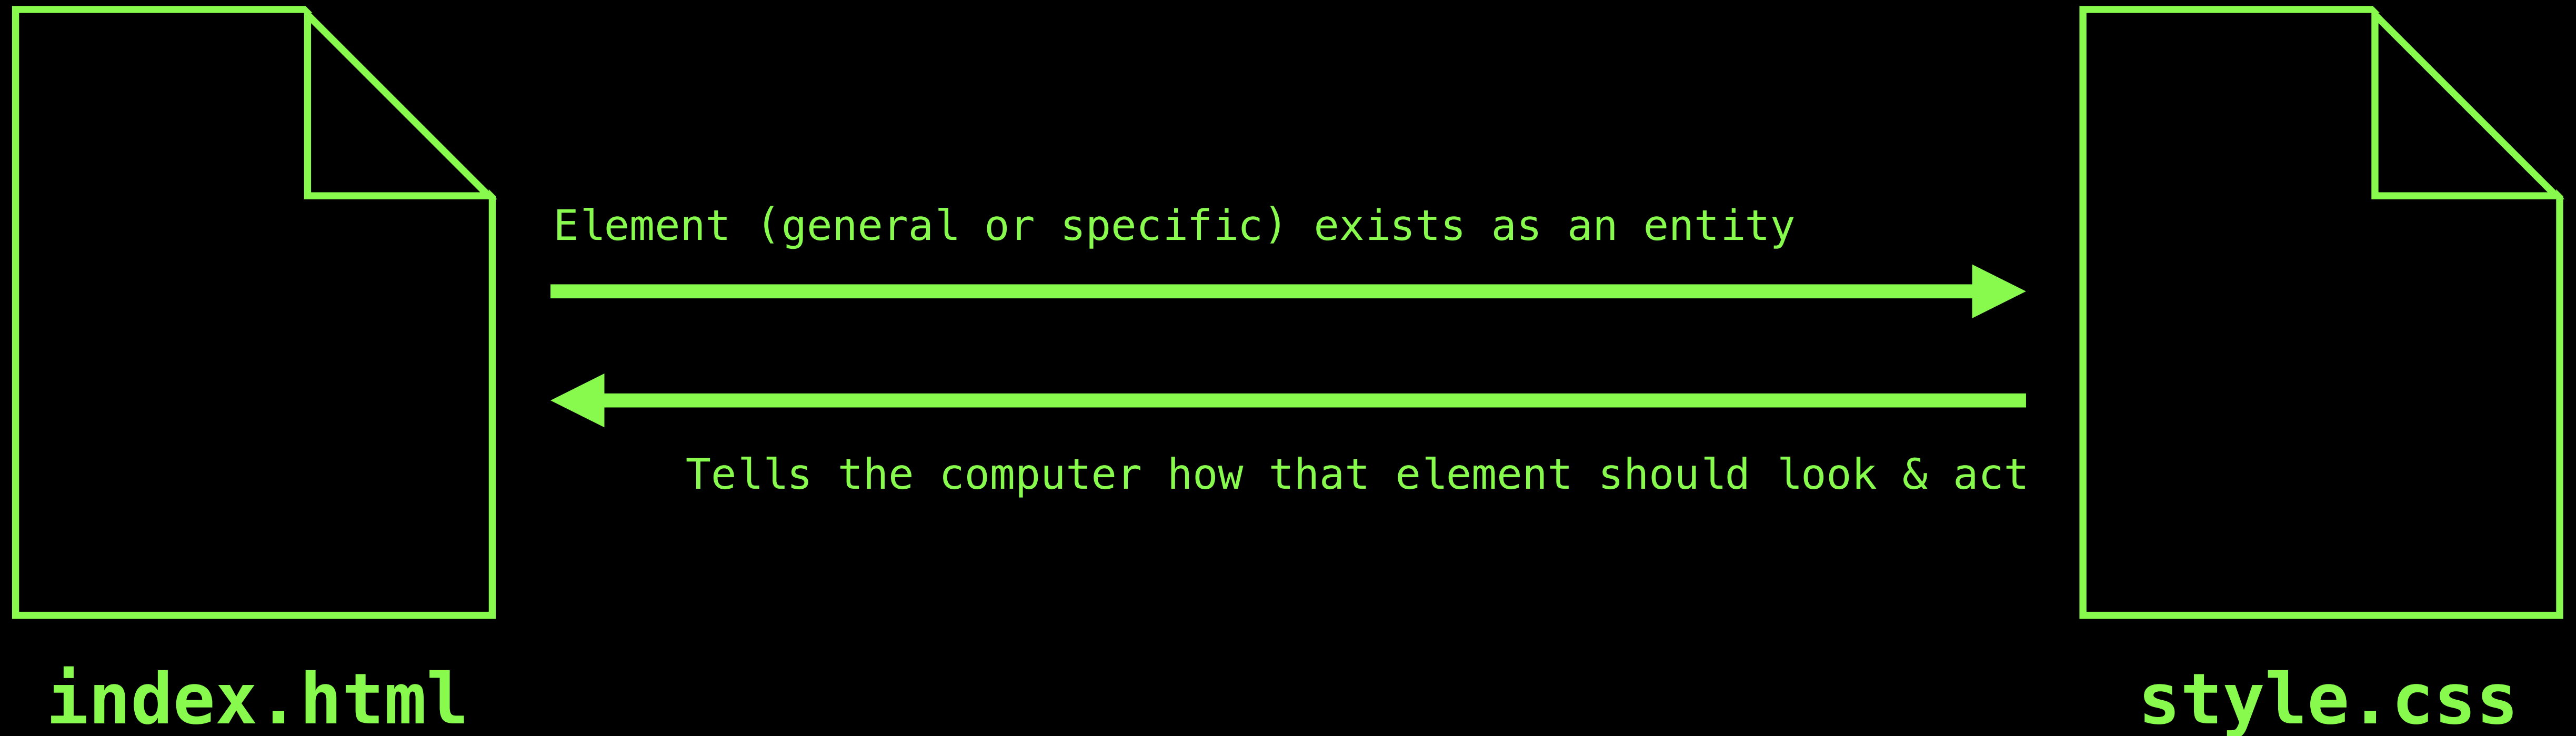 Element (general or specific) exists as an entity
Tells the computer how that element should look & act
index.html
style.css